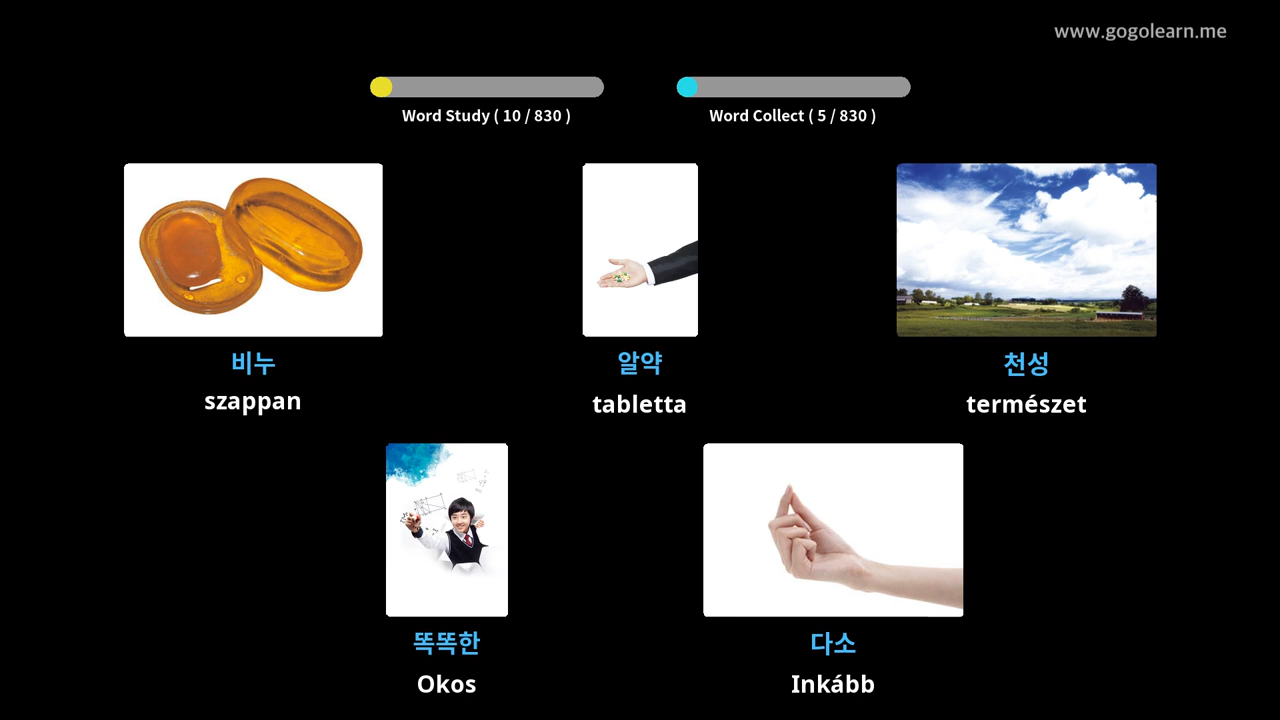 www.gogolearn.me
Word Study ( 10 / 830 )
Word Collect ( 5 / 830 )
비누
szappan
알약
tabletta
천성
természet
똑똑한
Okos
다소
Inkább